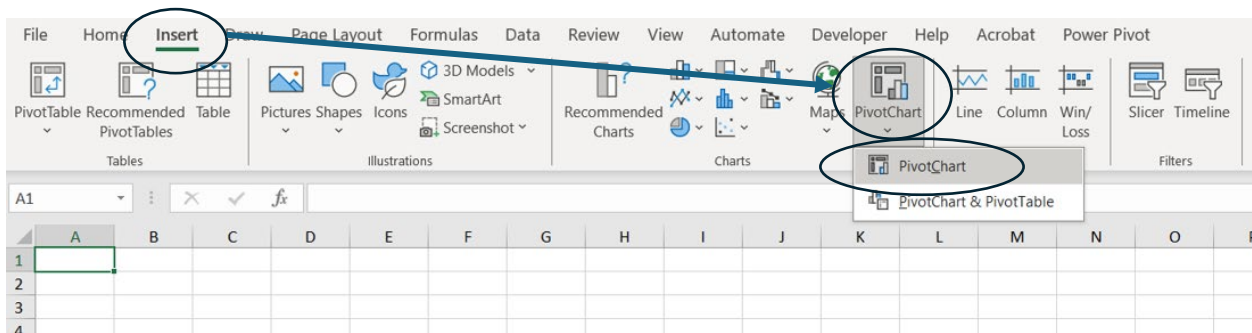 File Home Insert Draw Page Layout Formulas Data Review View Automate Developer Help Acrobat Power Pivot
PivotTable Recommended PivotTables Table Pictures Shapes Icons 3D Models SmartArt Screenshot Recommended Charts Maps PivotChart Line Column Win/Loss Slicer Timeline
Tables Illustrations Charts Filters
PivotChart
PivotChart & PivotTable
A1 fx
A B C D E F G H I J K L M N O
1
2
3
4